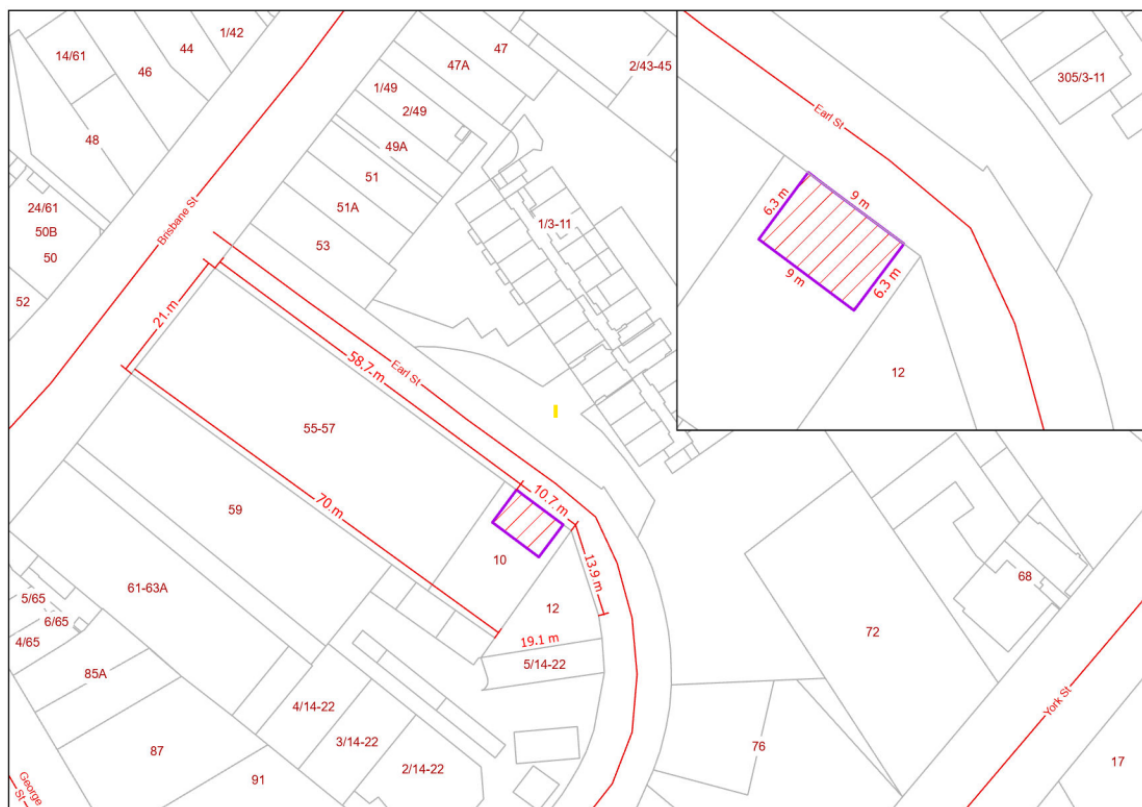 14/61
46
44
1/42
48
24/61
50B
50
52
Brisbane St
47
47A
1/49
2/49
49A
51
51A
53
2/43-45
1/3-11
21.m
58.7.m
Earl St
55-57
70.m
10.7.m
13.9 m
10
12
19.1 m
5/14-22
59
61-63A
5/65
6/65
4/65
85A
87
91
4/14-22
3/14-22
2/14-22
George
St
72
68
76
York St
17
Earl St
305/3-11
6.3 m
9 m
9 m
6.3 m
12